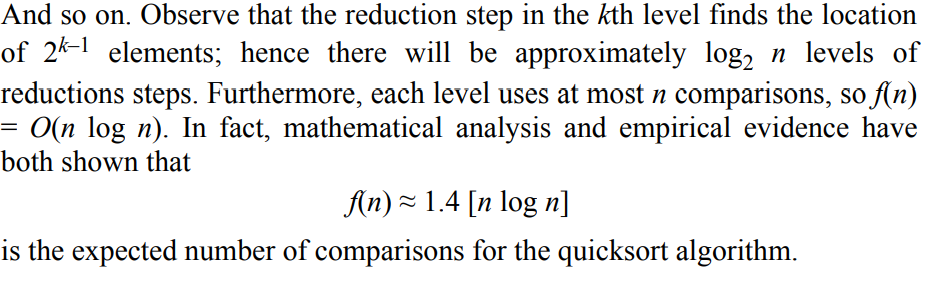 And so on. Observe that the reduction step in the kth level finds the location
of 2^{k–1} elements; hence there will be approximately log₂ n levels of
reductions steps. Furthermore, each level uses at most n comparisons, so f(n)
= O(n log n). In fact, mathematical analysis and empirical evidence have
both shown that
f(n) ≈ 1.4 [n log n]
is the expected number of comparisons for the quicksort algorithm.